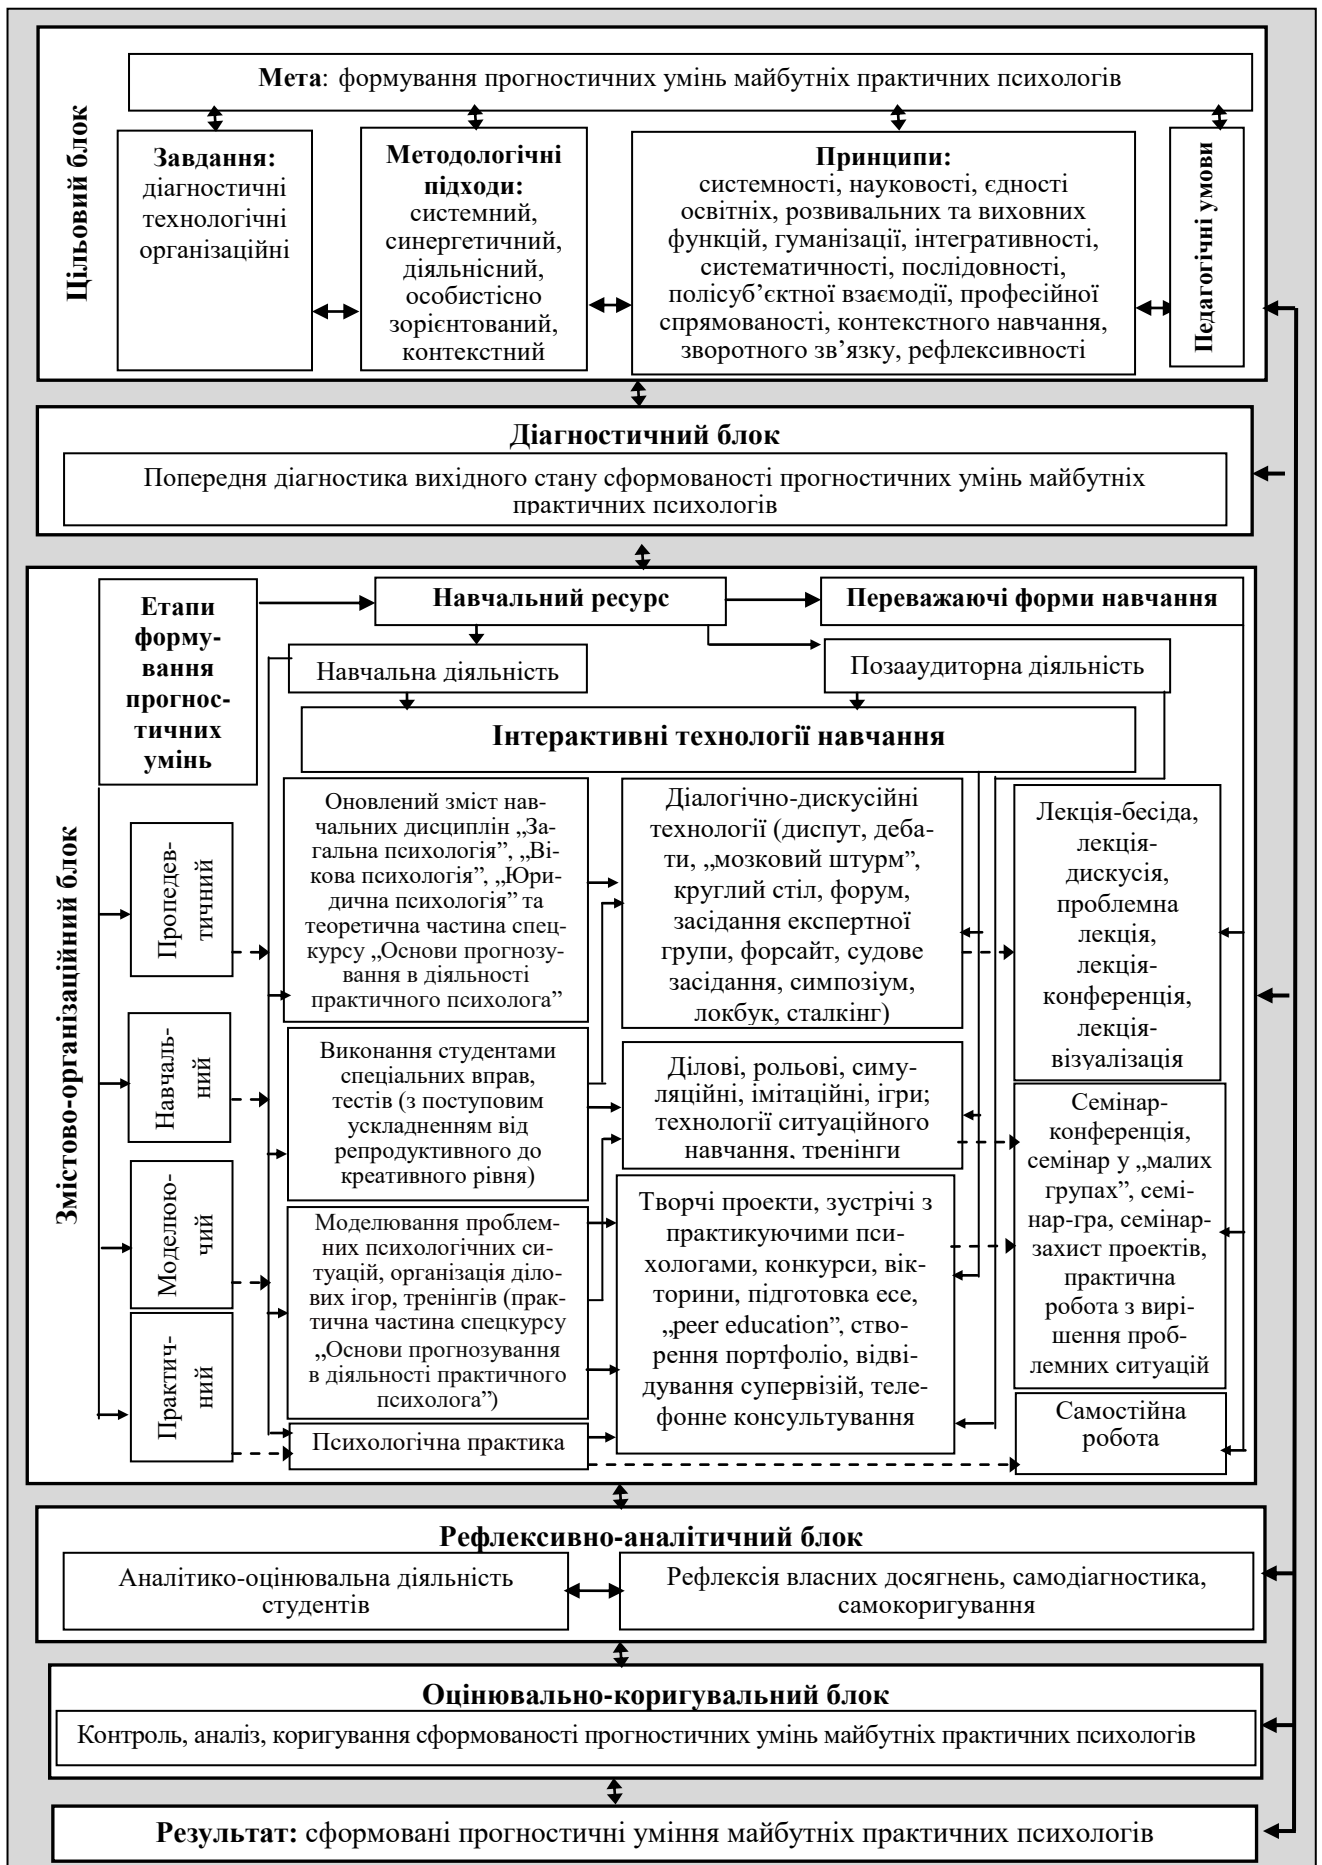 Цільовий блок
Мета: формування прогностичних умінь майбутніх практичних психологів
Завдання:
діагностичні
технологічні
організаційні
Методологічні
підходи:
системний,
синергетичний,
діяльнісний,
особистісно
зорієнтований,
контекстний
Принципи:
системності, науковості, єдності
освітніх, розвивальних та виховних
функцій, гуманізації, інтегративності,
систематичності, послідовності,
полісуб’єктної взаємодії, професійної
спрямованості, контекстного навчання,
зворотного зв’язку, рефлексивності
Педагогічні умови
Діагностичний блок
Попередня діагностика вихідного стану сформованості прогностичних умінь майбутніх
практичних психологів
Змістово-організаційний блок
Етапи
форму-
вання
прогнос-
тичних
умінь
Навчальний ресурс
Переважаючі форми навчання
Навчальна діяльність
Позааудиторна діяльність
Інтерактивні технології навчання
Пропедев-
тичний
Навчаль-
ний
Моделюю-
чий
Практич-
ний
Оновлений зміст нав-
чальних дисциплін „За-
гальна психологія”, „Ві-
кова психологія”, „Юри-
дична психологія” та
теоретична частина спец-
курсу „Основи прогнозу-
вання в діяльності
практичного психолога”
Виконання студентами
спеціальних вправ,
тестів (з поступовим
ускладненням від
репродуктивного до
креативного рівня)
Моделювання проблем-
них психологічних си-
туацій, організація діло-
вих ігор, тренінгів (прак-
тична частина спецкурсу
„Основи прогнозування
в діяльності практичного
психолога”)
Психологічна практика
Діалогічно-дискусійні
технології (диспут, деба-
ти, „мозковий штурм”,
круглий стіл, форум,
засідання експертної
групи, форсайт, судове
засідання, симпозіум,
локбук, сталкінг)
Ділові, рольові, симу-
ляційні, імітаційні, ігри;
технології ситуаційного
навчання, тренінги
Творчі проекти, зустрічі з
практикуючими пси-
хологами, конкурси, вік-
торини, підготовка есе,
„peer education”, ство-
рення портфоліо, відві-
дування супервізій, теле-
фонне консультування
Лекція-бесіда,
лекція-
дискусія,
проблемна
лекція,
лекція-
конференція,
лекція-
візуалізація
Семінар-
конференція,
семінар у „малих
групах”, семі-
нар-гра, семінар-
захист проектів,
практична
робота з вирі-
шення проб-
лемних ситуацій
Самостійна
робота
Рефлексивно-аналітичний блок
Аналітико-оцінювальна діяльність
студентів
Рефлексія власних досягнень, самодіагностика,
самокоригування
Оцінювально-коригувальний блок
Контроль, аналіз, коригування сформованості прогностичних умінь майбутніх практичних психологів
Результат: сформовані прогностичні уміння майбутніх практичних психологів